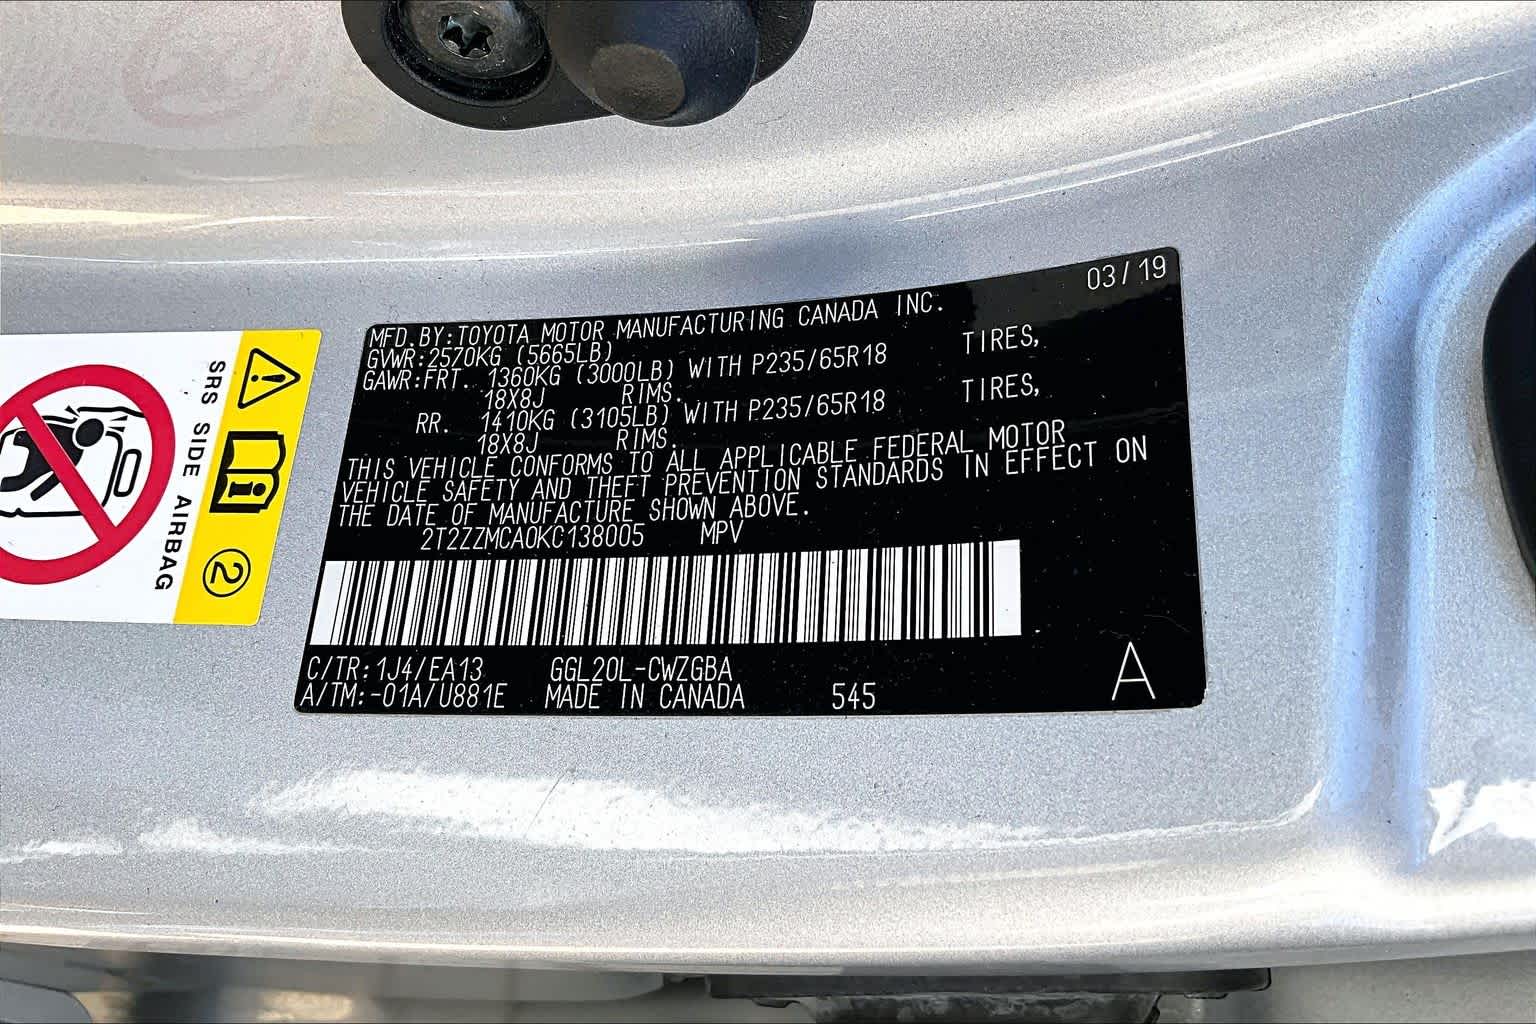 03/19
MFD.BY:TOYOTA MOTOR MANUFACTURING CANADA INC.
GVWR:2570KG (5665LB)
GAWR:FRT. 1360KG (3000LB) WITH P235/65R18 TIRES,
18X8J RIMS.
RR. 1410KG (3105LB) WITH P235/65R18 TIRES,
18X8J RIMS.
THIS VEHICLE CONFORMS TO ALL APPLICABLE FEDERAL MOTOR
VEHICLE SAFETY AND THEFT PREVENTION STANDARDS IN EFFECT ON
THE DATE OF MANUFACTURE SHOWN ABOVE.
2T2ZZMCA0KC138005 MPV
C/TR:1J4/EA13 GGL20L-CWZGBA
A/TM:-01A/U881E MADE IN CANADA 545 A
SRS SIDE AIRBAG
2